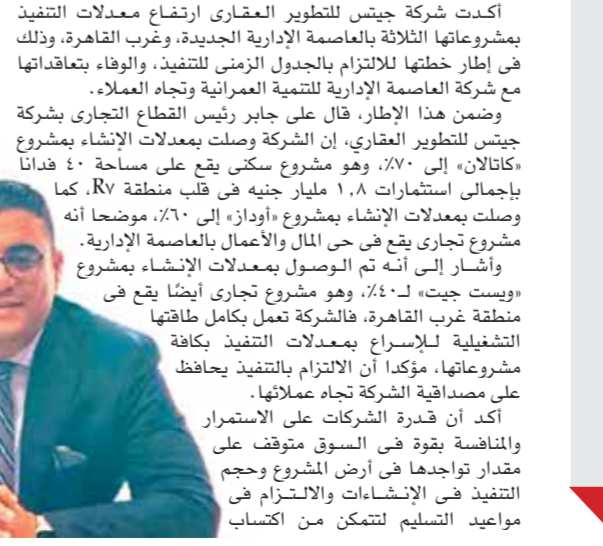 أكدت شركة جيتس للتطوير العقارى ارتفاع معدلات التنفيذ
بمشروعاتها الثلاثة بالعاصمة الإدارية الجديدة، وغرب القاهرة، وذلك
فى إطار خطتها للالتزام بالجدول الزمنى للتنفيذ، والوفاء بتعاقداتها
مع شركة العاصمة الإدارية للتنمية العمرانية وتجاه العملاء.
وضمن هذا الإطار، قال على جابر رئيس القطاع التجارى بشركة
جيتس للتطوير العقاري، إن الشركة وصلت بمعدلات الإنشاء بمشروع
«كاتالان» إلى ٧٠٪، وهو مشروع سكنى يقع على مساحة ٤٠ فدانا
بإجمالى استثمارات ١,٨ مليار جنيه فى قلب منطقة R٧، كما
وصلت بمعدلات الإنشاء بمشروع «أوداز» إلى ٦٠٪، موضحا أنه
مشروع تجارى يقع فى حى المال والأعمال بالعاصمة الإدارية.
وأشار إلى أنه تم الوصول بمعدلات الإنشاء بمشروع
«ويست جيت» لـ٤٠٪، وهو مشروع تجارى أيضًا يقع فى
منطقة غرب القاهرة، فالشركة تعمل بكامل طاقتها
التشغيلية للإسراع بمعدلات التنفيذ بكافة
مشروعاتها، مؤكدا أن الالتزام بالتنفيذ يحافظ
على مصداقية الشركة تجاه عملائها.
أكد أن قدرة الشركات على الاستمرار
والمنافسة بقوة فى السوق متوقف على
مقدار تواجدها فى أرض المشروع وحجم
التنفيذ فى الإنشاءات والالتزام فى
مواعيد التسليم لتتمكن من اكتساب